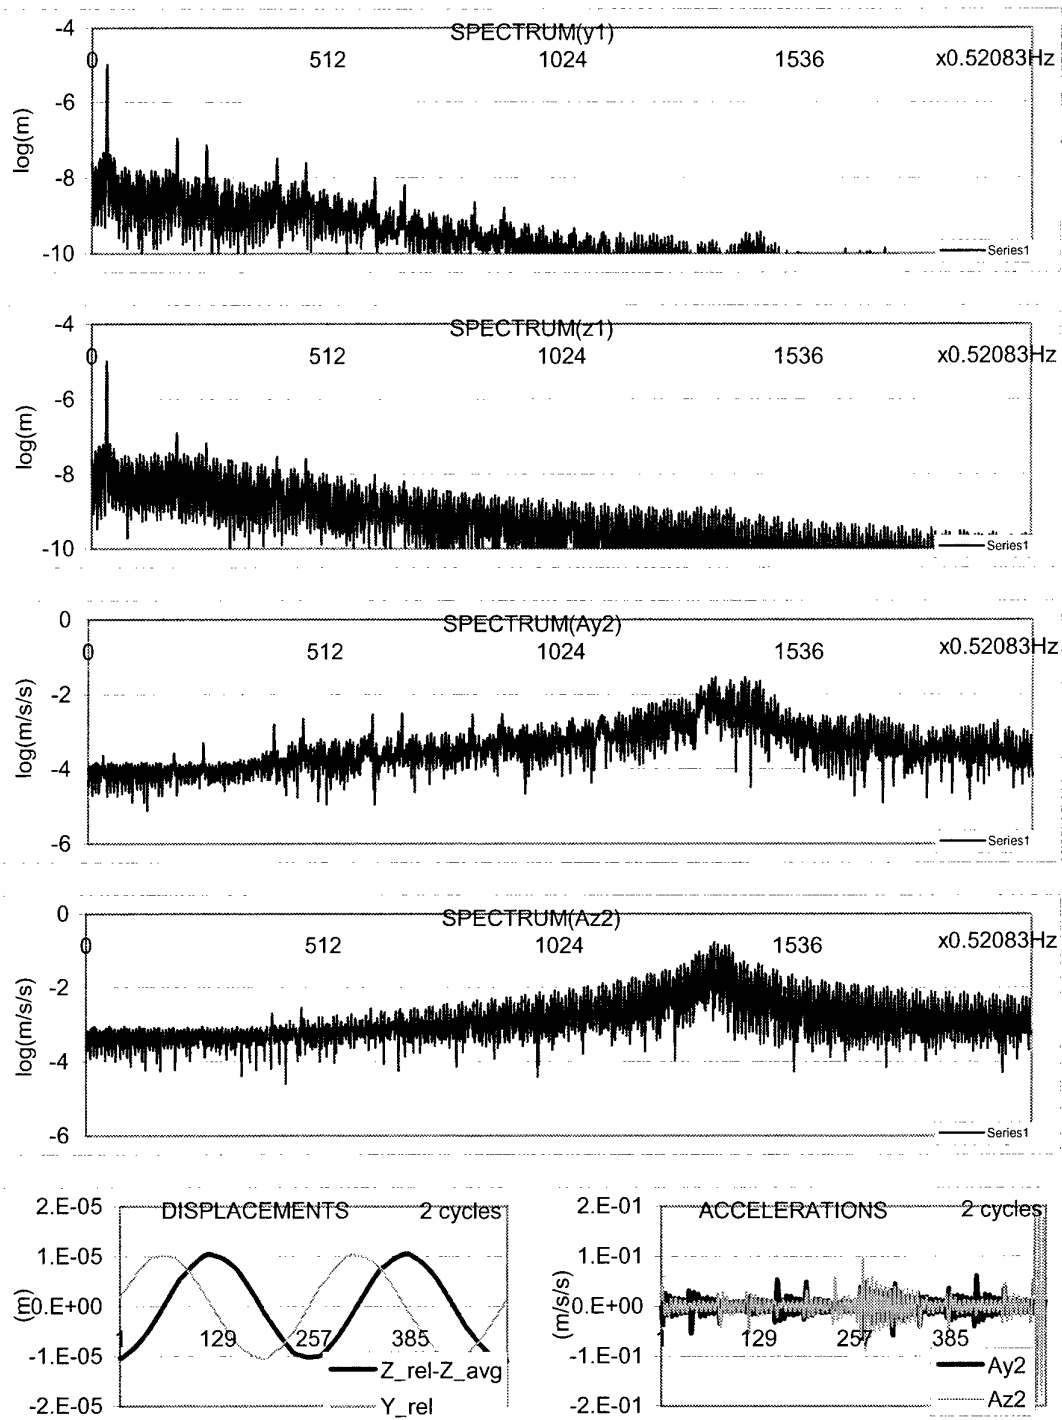 -4
SPECTRUM(y1)
0 512 1024 1536 x0.52083Hz
-6
log(m)
-8
-10
Series1
-4
SPECTRUM(z1)
0 512 1024 1536 x0.52083Hz
-6
log(m)
-8
-10
Series1
0
SPECTRUM(Ay2)
0 512 1024 1536 x0.52083Hz
-2
log(m/s/s)
-4
-6
Series1
0
SPECTRUM(Az2)
0 512 1024 1536 x0.52083Hz
-2
log(m/s/s)
-4
-6
Series1
2.E-05
DISPLACEMENTS 2 cycles
1.E-05
(m)
0.E+00
1 129 257 385
-1.E-05
Z_rel-Z_avg
-2.E-05
Y_rel
2.E-01
ACCELERATIONS 2 cycles
1.E-01
(m/s/s)
0.E+00
1 129 257 385
-1.E-01
Ay2
-2.E-01
Az2